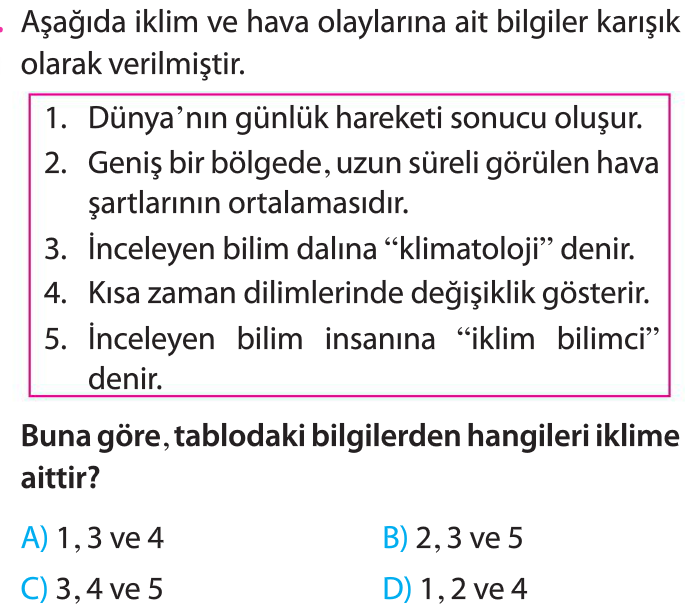 Aşağıda iklim ve hava olaylarına ait bilgiler karışık
olarak verilmiştir.
1. Dünya’nın günlük hareketi sonucu oluşur.
2. Geniş bir bölgede, uzun süreli görülen hava
şartlarının ortalamasıdır.
3. İnceleyen bilim dalına “klimatoloji” denir.
4. Kısa zaman dilimlerinde değişiklik gösterir.
5. İnceleyen bilim insanına “iklim bilimci”
denir.
Buna göre, tablodaki bilgilerden hangileri iklime
aittir?
A) 1, 3 ve 4 B) 2, 3 ve 5
C) 3, 4 ve 5 D) 1, 2 ve 4